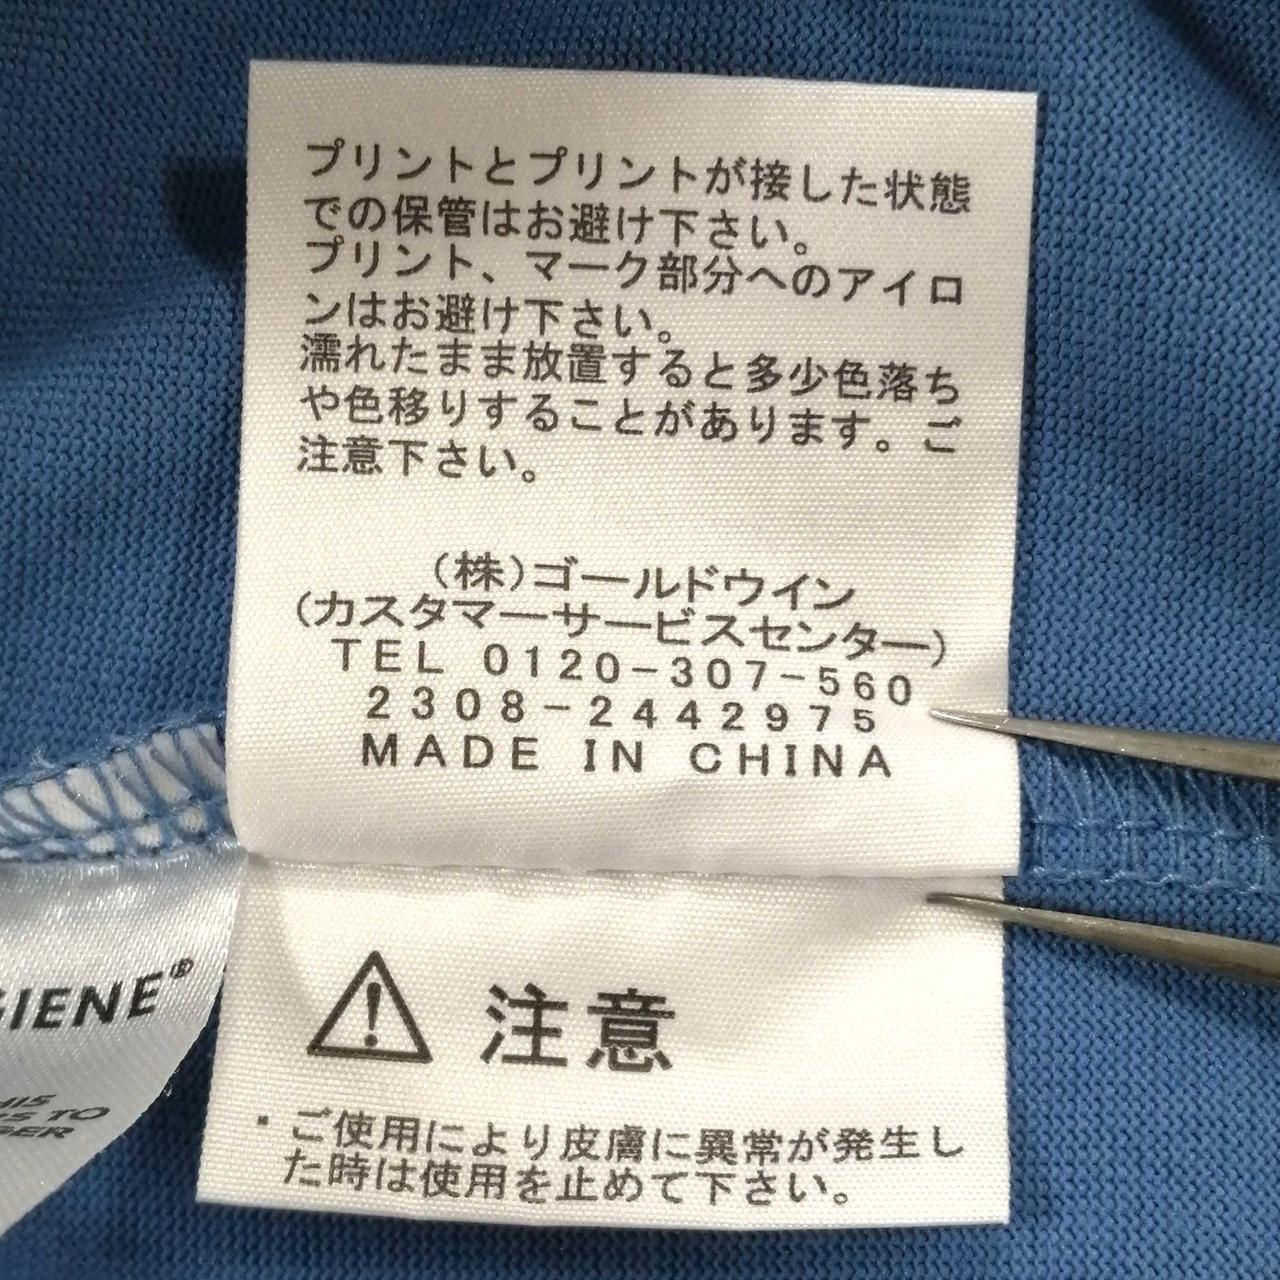 プリントとプリントが接した状態
での保管はお避け下さい。
プリント、マーク部分へのアイロ
ンはお避け下さい。
濡れたまま放置すると多少色落ち
や色移りすることがあります。ご
注意下さい。
(株)ゴールドウイン
(カスタマーサービスセンター)
TEL 0120-307-560
2308-2442975
MADE IN CHINA
注意
・ご使用により皮膚に異常が発生し
た時は使用を止めて下さい。
GIENE®
TO